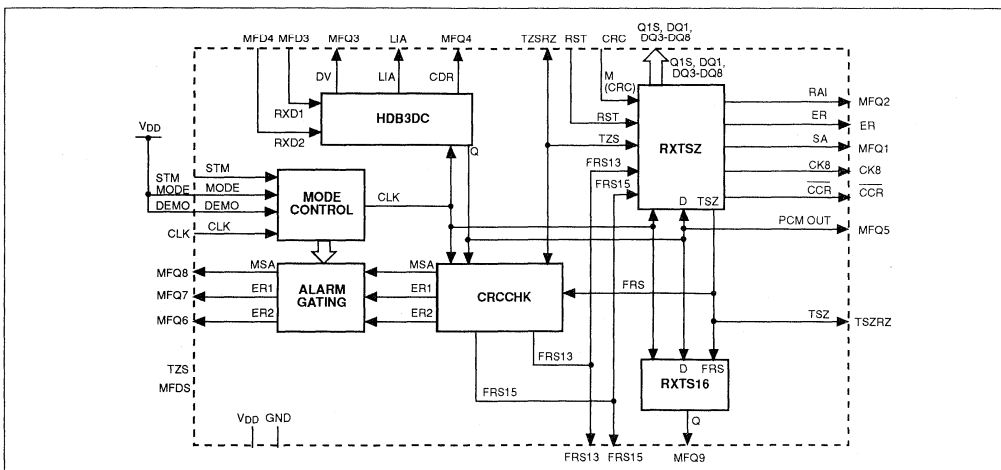 Q1S, DQ1,
DQ3-DQ8
MFD4 MFD3 MFQ3 LIA MFQ4 TZSRZ RST CRC
Q1S, DQ1,
DQ3-DQ8
DV LIA CDR
M
(CRC)
RAI MFQ2
RXD1
HDB3DC
RST
ER ER
RXD2
RXTSZ
VDD
Q
TZS
SA MFQ1
FRS13
CK8 CK8
STM
STM
MODE MODE
FRS15
CCR CCR
MODE
CONTROL
CLK
D TSZ
DEMO DEMO
PCM OUT MFQ5
CLK CLK
MFQ8 MSA MSA
ALARM
GATING
CRCCHK
FRS
MFQ7 ER1 ER1
MFQ6 ER2 ER2
TSZ TSZRZ
FRS13
D FRS
TZS
RXTS16
MFDS
FRS15
Q
VDD GND
FRS13 FRS15 MFQ9